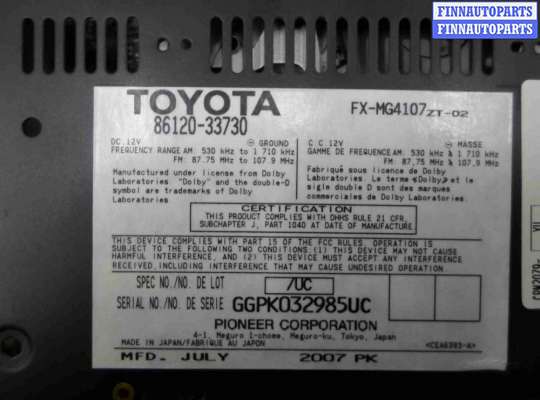 FINNAUTOPARTS
FINNAUTOPARTS
TOYOTA
FX-MG4107ZT-02
86120-33730
DC 12V ⊖ GROUND
FREQUENCY RANGE AM: 530 kHz to 1 710 kHz
FM: 87.75 MHz to 107.9 MHz
C.C 12V ⊖ MASSE
GAMME DE FREQUENCE AM: 530 kHz à 1 710 kHz
FM: 87.75 MHz à 107.9 MHz
Manufactured under license from Dolby
Laboratories "Dolby" and the double-D
symbol are trademarks of Dolby
Laboratories.
Fabriqué sous licence de Dolby
Laboratories. Le terme «Dolby» et le
sigle double D sont des marques
commerciales de Dolby Laboratories.
CERTIFICATION
THIS PRODUCT COMPLIES WITH DHHS RULE 21 CFR.
SUBCHAPTER J, PART 1040 AT DATE OF MANUFACTURE.
THIS DEVICE COMPLIES WITH PART 15 OF THE FCC RULES. OPERATION IS
SUBJECT TO THE FOLLOWING TWO CONDITIONS:(1) THIS DEVICE MAY NOT CAUSE
HARMFUL INTERFERENCE, AND (2) THIS DEVICE MUST ACCEPT ANY INTERFERENCE
RECEIVED, INCLUDING INTERFERENCE THAT MAY CAUSE UNDESIRED OPERATION.
SPEC NO./NO. DE LOT /UC
SERIAL NO./NO. DE SERIE GGPK032985UC
PIONEER CORPORATION
4-1, Meguro 1-chome, Meguro-ku, Tokyo, Japan
MADE IN JAPAN/FABRIQUE AU JAPON <CEA6393-A>
MFD. JULY 2007 PK